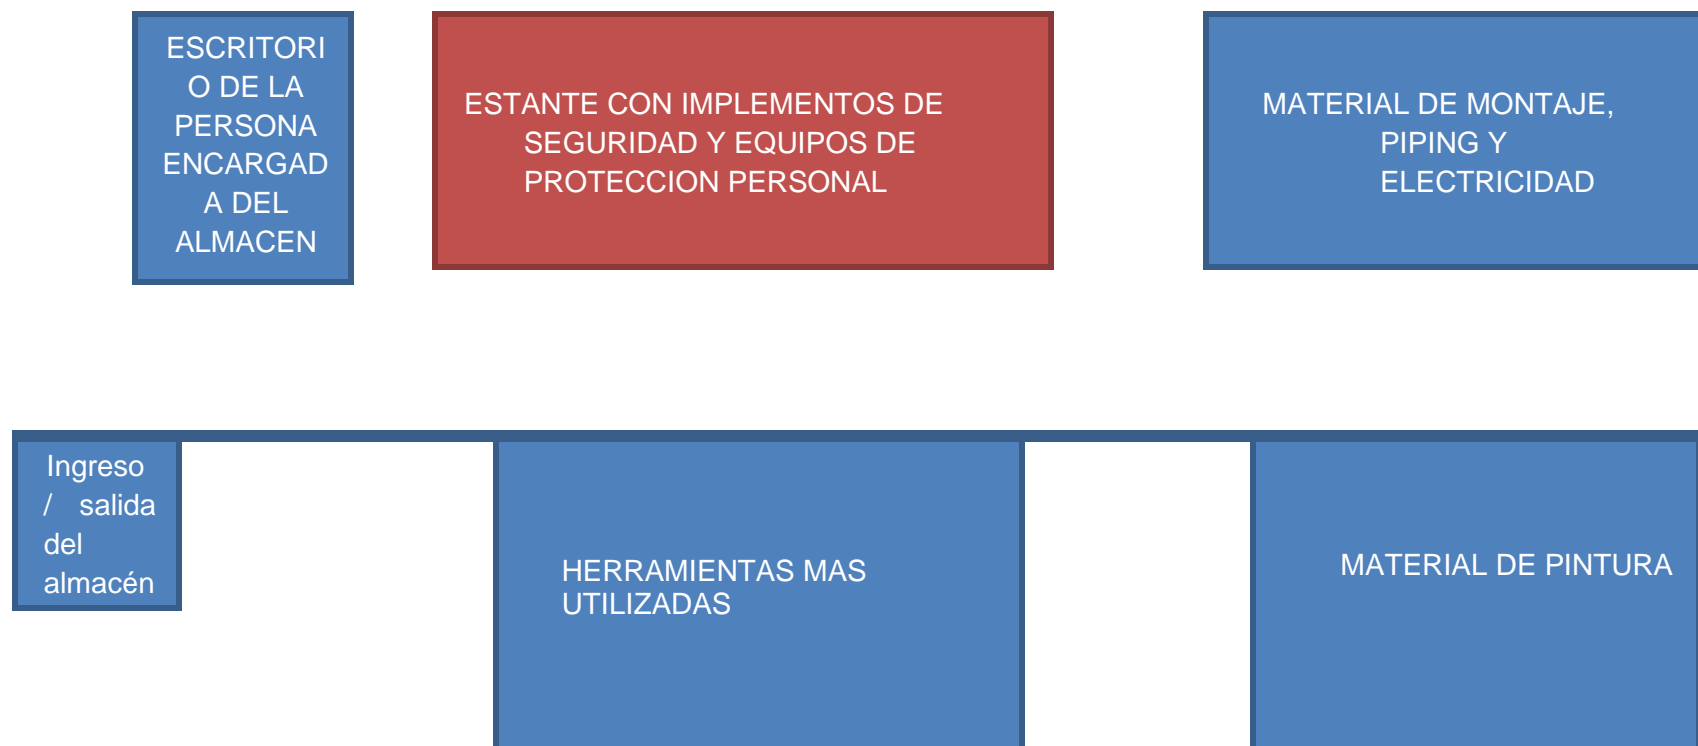 ESCRITORI
O DE LA
PERSONA
ENCARGAD
A DEL
ALMACEN
ESTANTE CON IMPLEMENTOS DE
SEGURIDAD Y EQUIPOS DE
PROTECCION PERSONAL
MATERIAL DE MONTAJE,
PIPING Y
ELECTRICIDAD
Ingreso
/ salida
del
almacén
HERRAMIENTAS MAS
UTILIZADAS
MATERIAL DE PINTURA